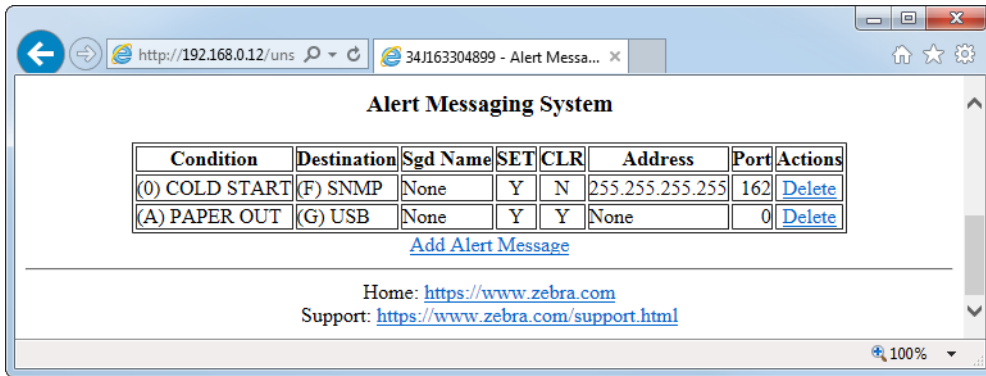 http://192.168.0.12/uns
34J163304899 - Alert Messa...
Alert Messaging System
Condition Destination Sgd Name SET CLR Address Port Actions
(0) COLD START (F) SNMP None Y N 255.255.255.255 162 Delete
(A) PAPER OUT (G) USB None Y Y None 0 Delete
Add Alert Message
Home: https://www.zebra.com
Support: https://www.zebra.com/support.html
100%